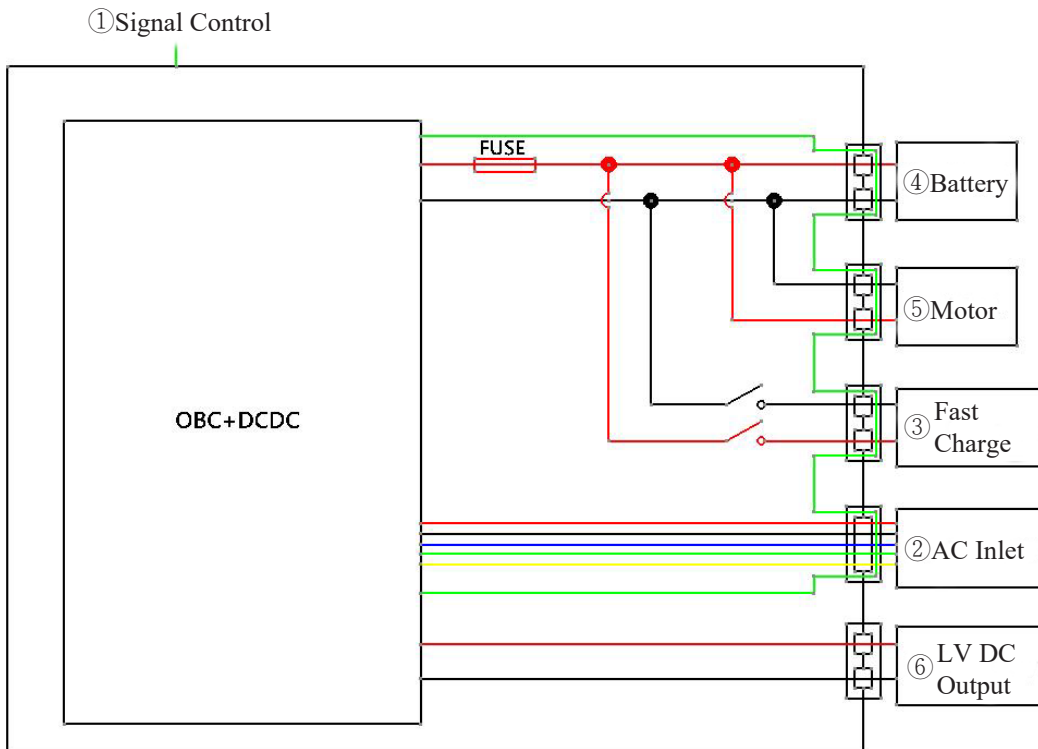 ①Signal Control
FUSE
④Battery
⑤Motor
OBC+DCDC
③ Fast
Charge
②AC Inlet
⑥ LV DC
Output